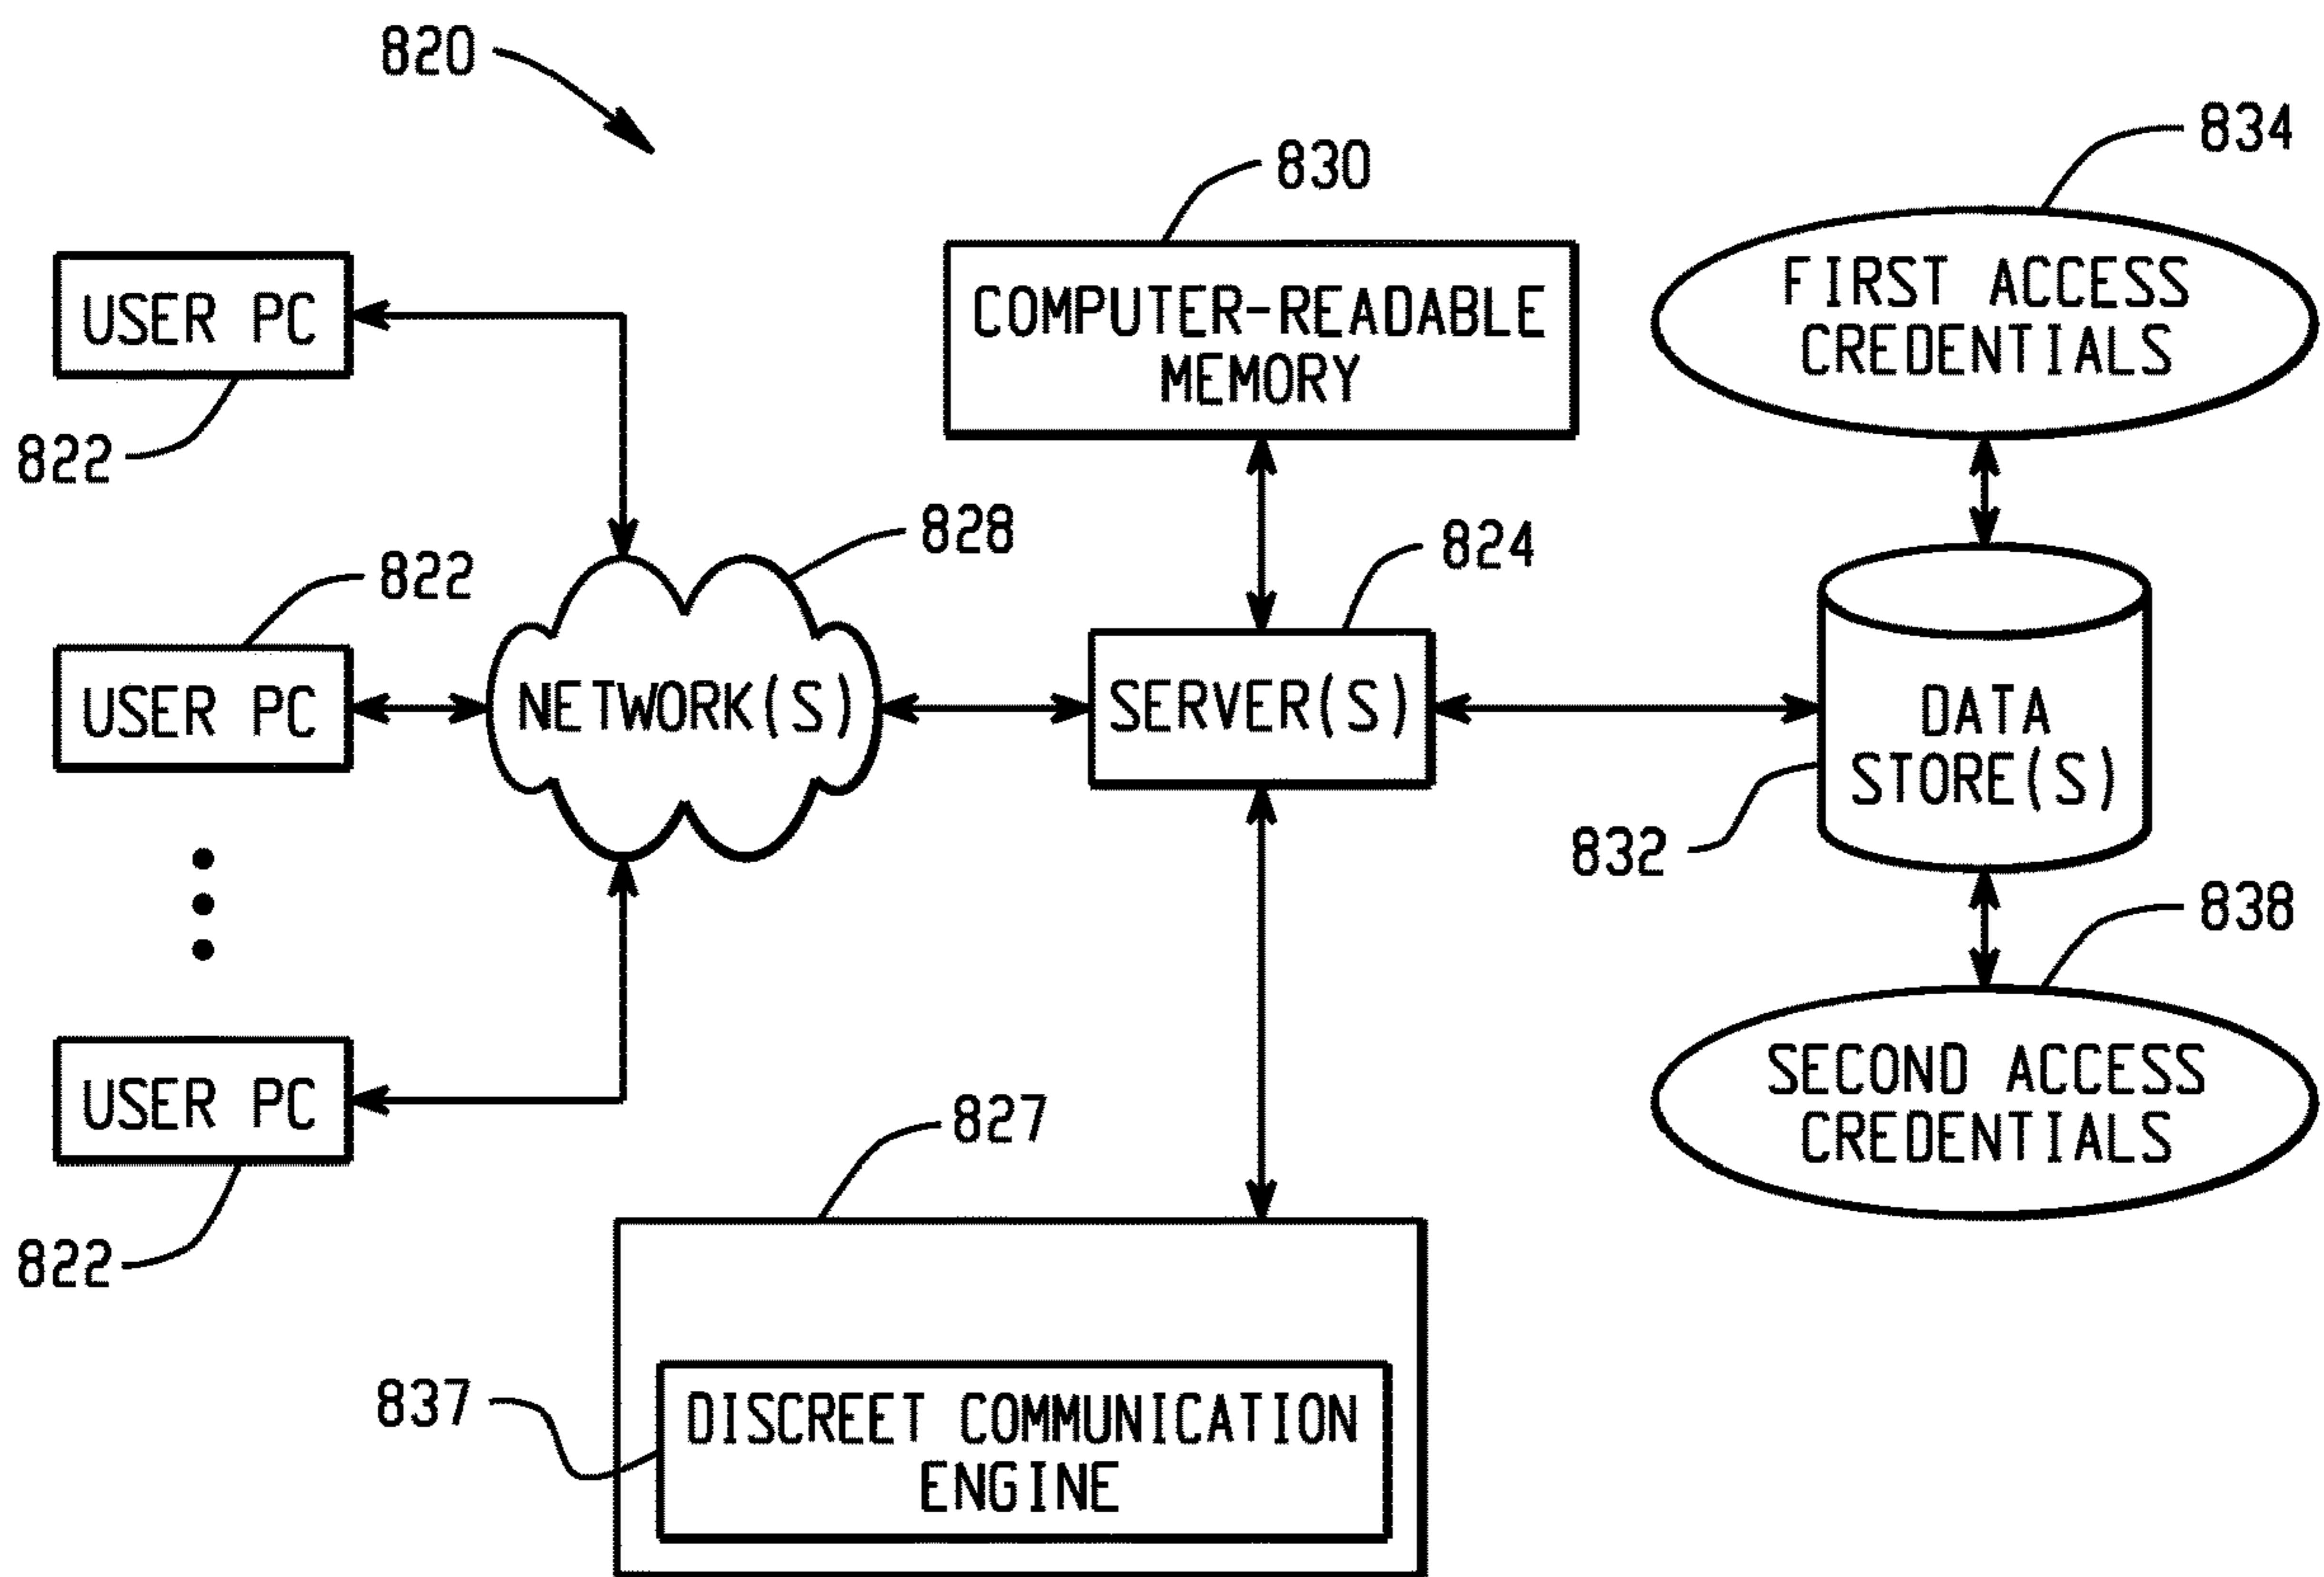 820
834
830
USER PC
COMPUTER-READABLE
MEMORY
FIRST ACCESS
CREDENTIALS
822
828
824
822
USER PC
NETWORK(S)
SERVER(S)
DATA
STORE(S)
832
838
USER PC
827
SECOND ACCESS
CREDENTIALS
822
837
DISCREET COMMUNICATION
ENGINE